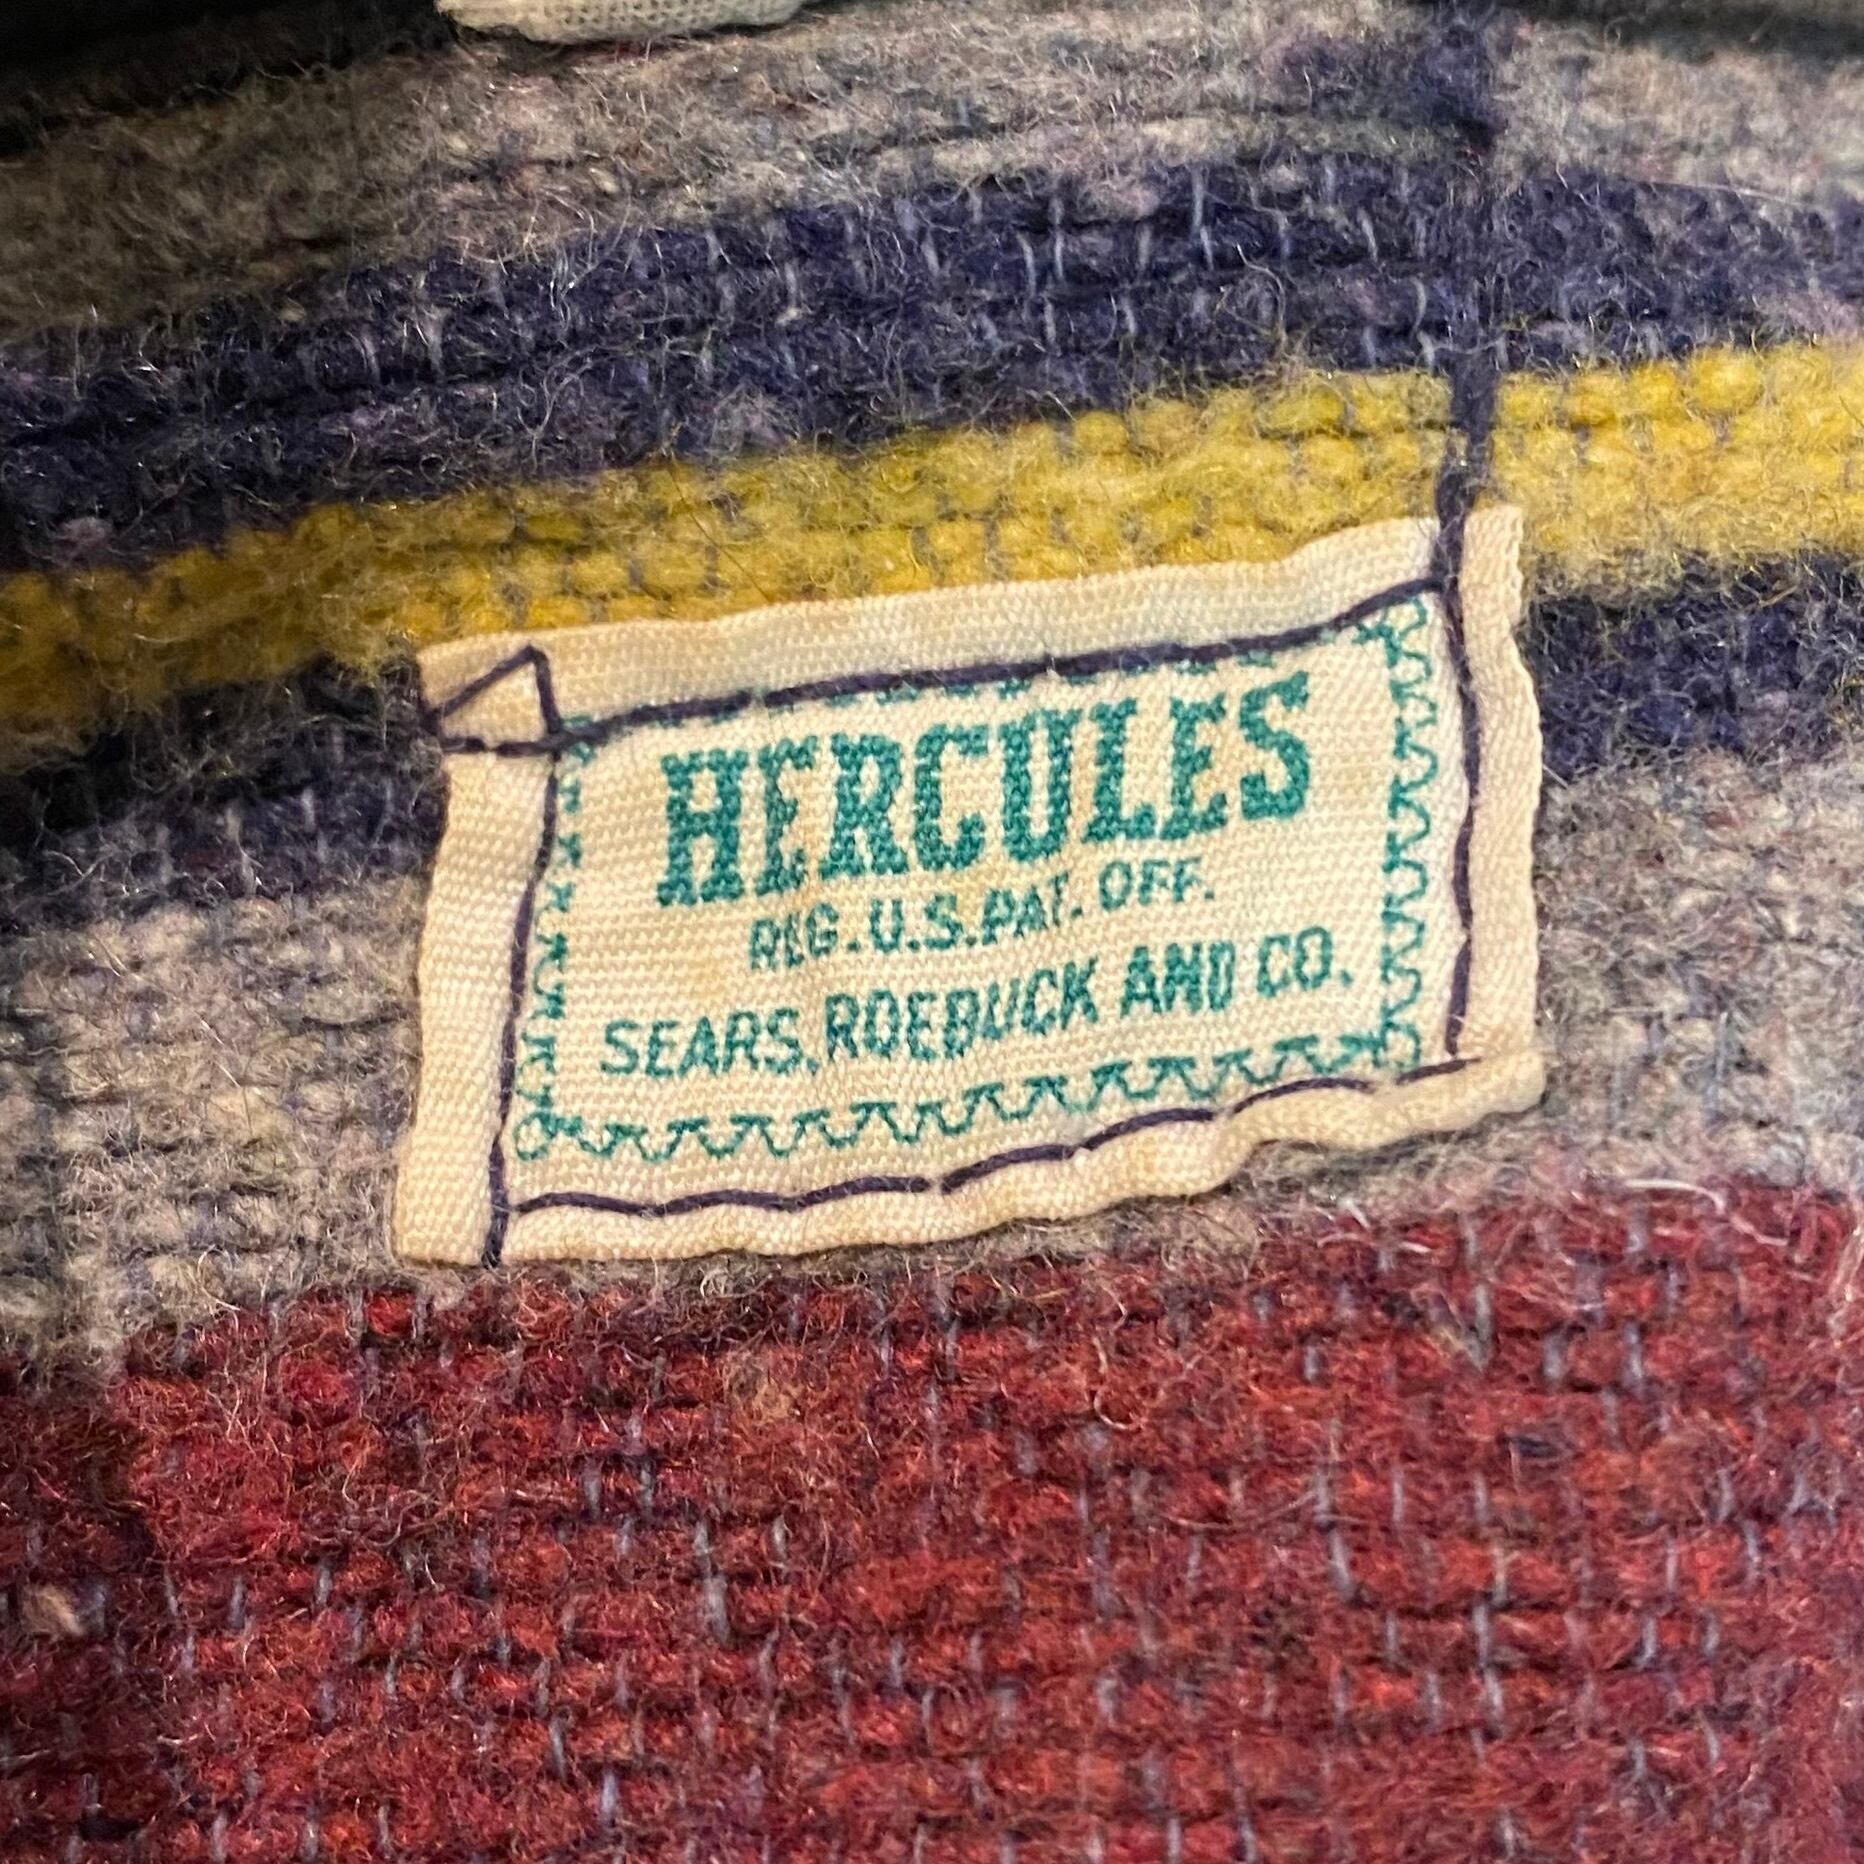 HERCULES
REG.U.S.PAT. OFF.
SEARS, ROEBUCK AND CO.